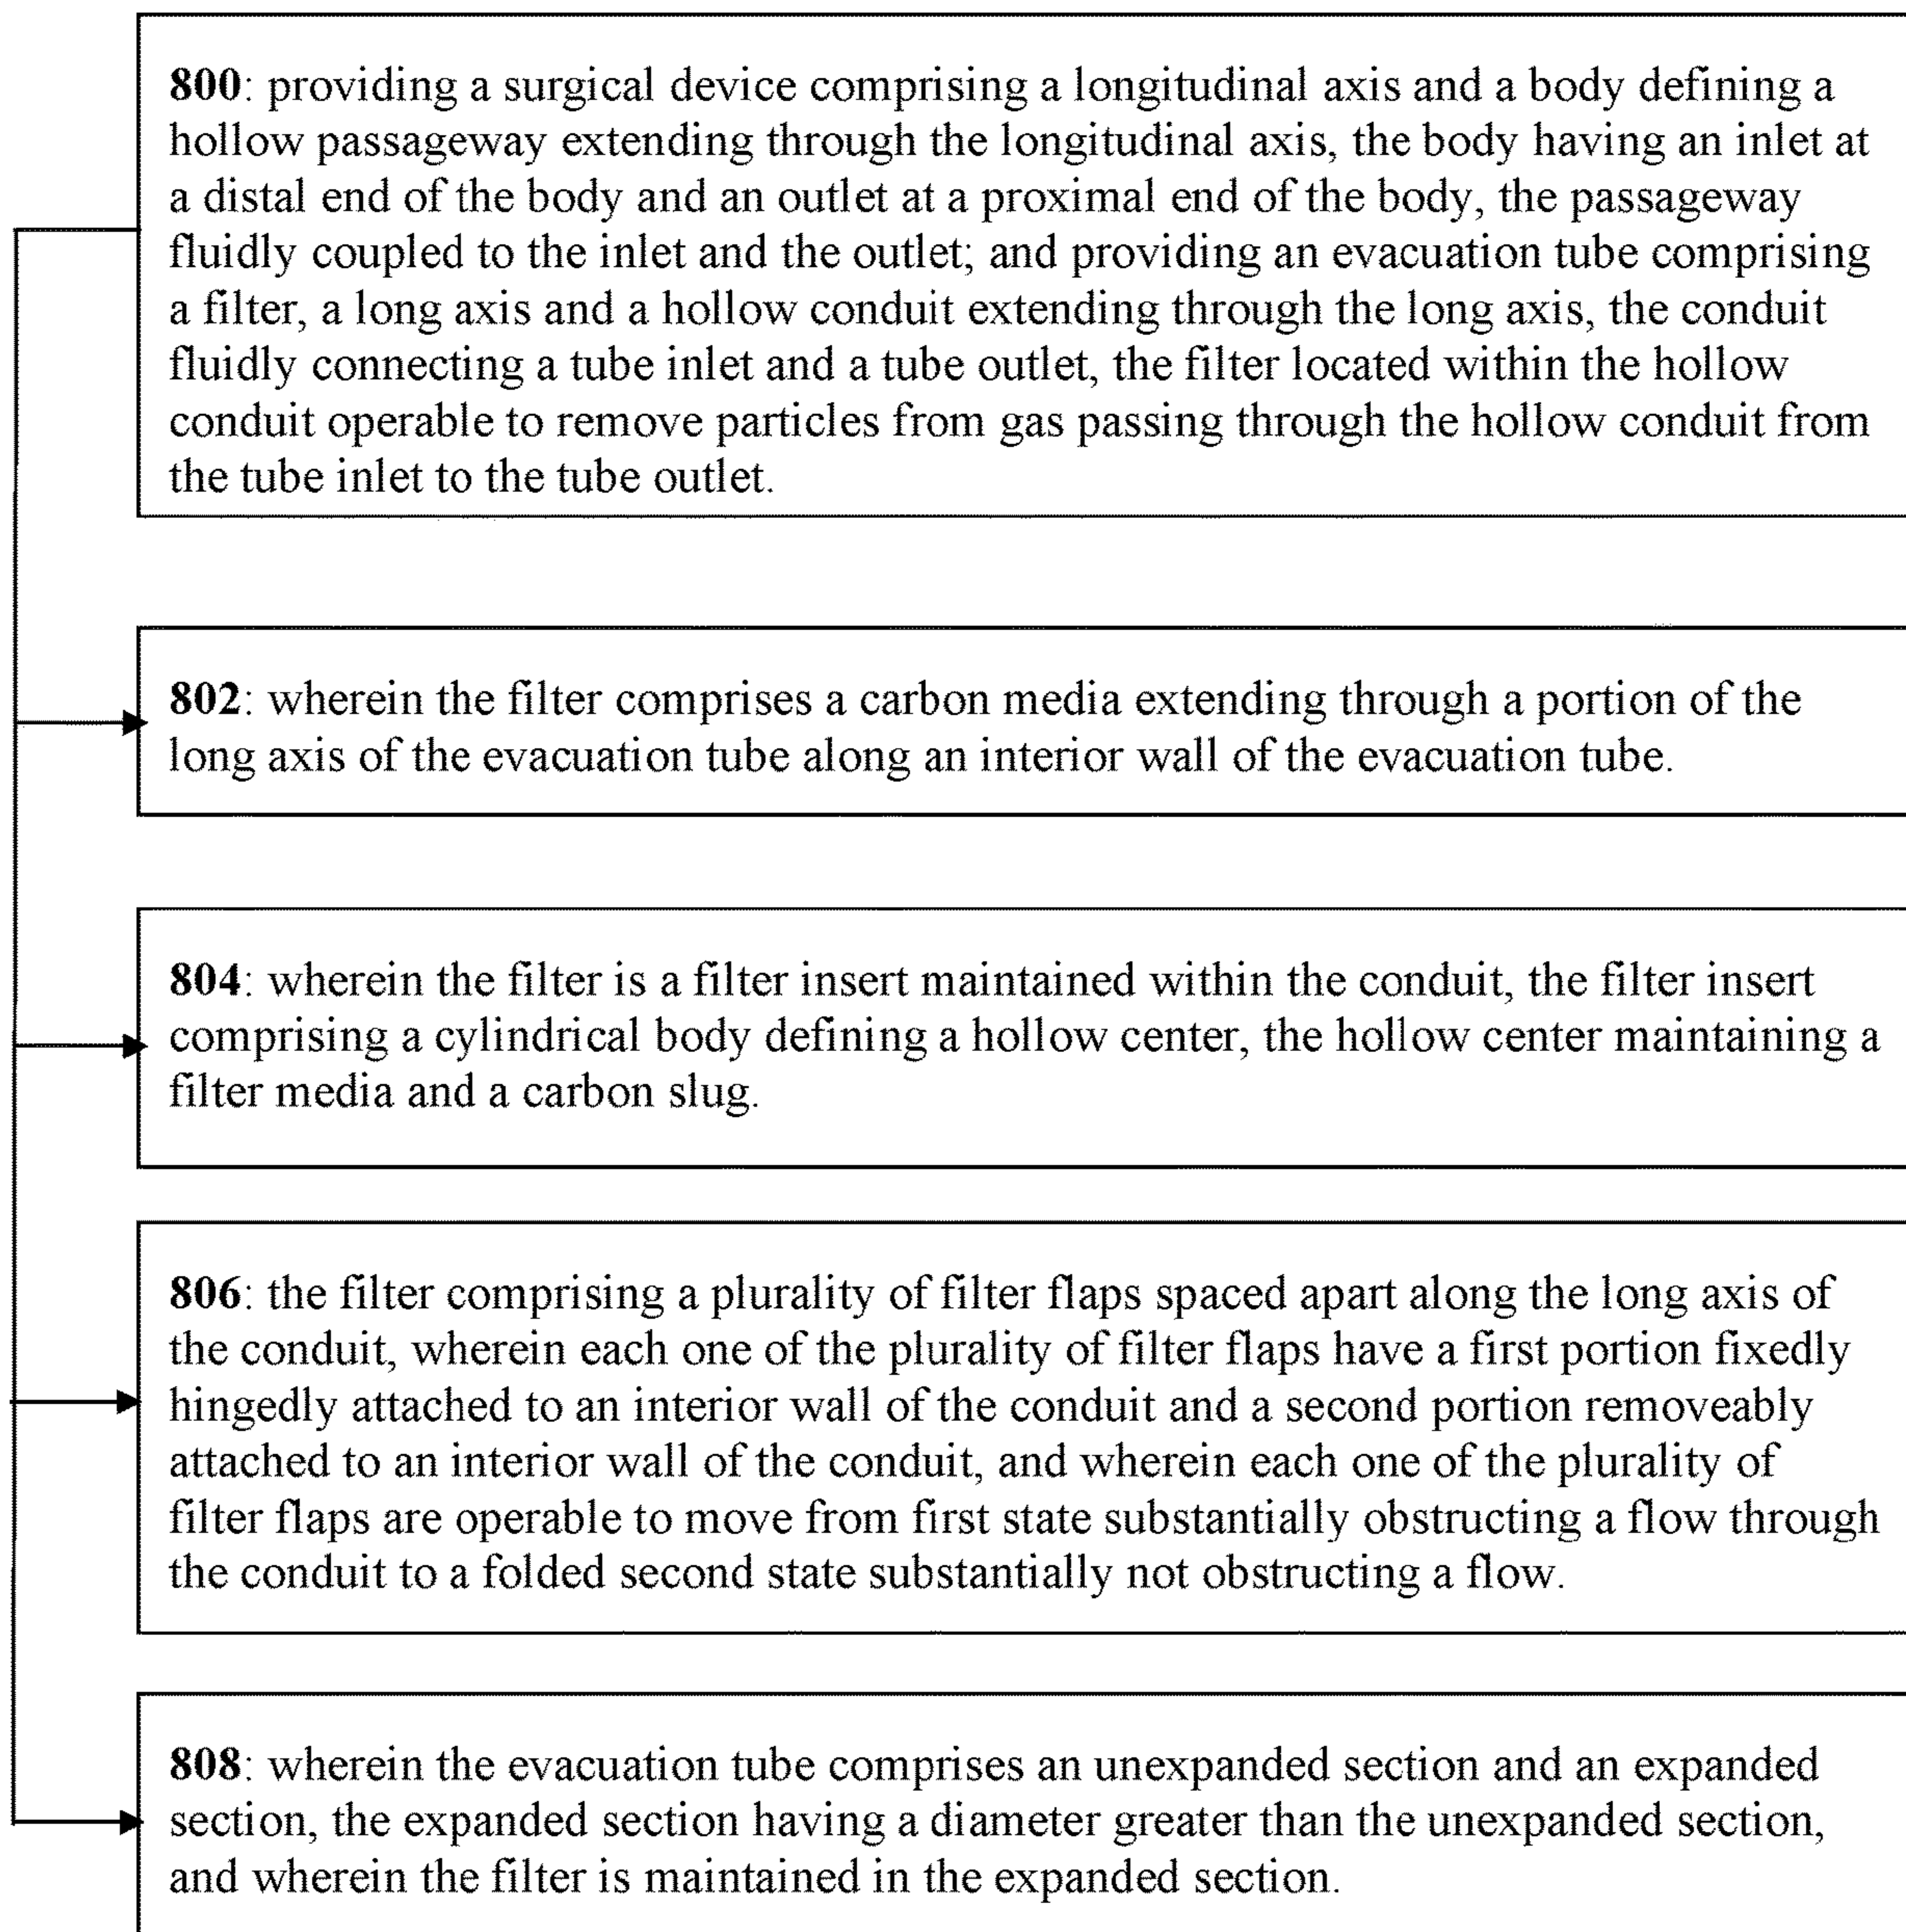 800: providing a surgical device comprising a longitudinal axis and a body defining a
hollow passageway extending through the longitudinal axis, the body having an inlet at
a distal end of the body and an outlet at a proximal end of the body, the passageway
fluidly coupled to the inlet and the outlet; and providing an evacuation tube comprising
a filter, a long axis and a hollow conduit extending through the long axis, the conduit
fluidly connecting a tube inlet and a tube outlet, the filter located within the hollow
conduit operable to remove particles from gas passing through the hollow conduit from
the tube inlet to the tube outlet.
802: wherein the filter comprises a carbon media extending through a portion of the
long axis of the evacuation tube along an interior wall of the evacuation tube.
804: wherein the filter is a filter insert maintained within the conduit, the filter insert
comprising a cylindrical body defining a hollow center, the hollow center maintaining a
filter media and a carbon slug.
806: the filter comprising a plurality of filter flaps spaced apart along the long axis of
the conduit, wherein each one of the plurality of filter flaps have a first portion fixedly
hingedly attached to an interior wall of the conduit and a second portion removeably
attached to an interior wall of the conduit, and wherein each one of the plurality of
filter flaps are operable to move from first state substantially obstructing a flow through
the conduit to a folded second state substantially not obstructing a flow.
808: wherein the evacuation tube comprises an unexpanded section and an expanded
section, the expanded section having a diameter greater than the unexpanded section,
and wherein the filter is maintained in the expanded section.